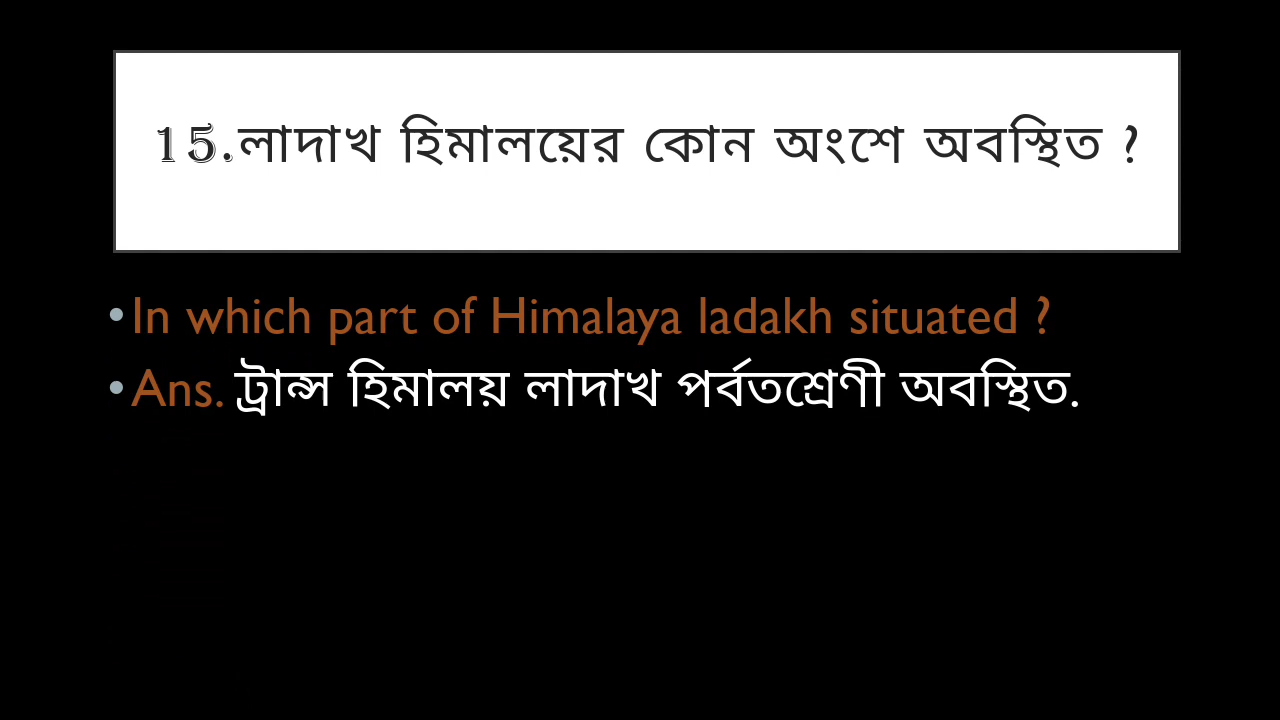 15.লাদাখ হিমালয়ের কোন অংশে অবস্থিত ?
•In which part of Himalaya ladakh situated ?
•Ans. ট্রান্স হিমালয় লাদাখ পর্বতশ্রেণী অবস্থিত.